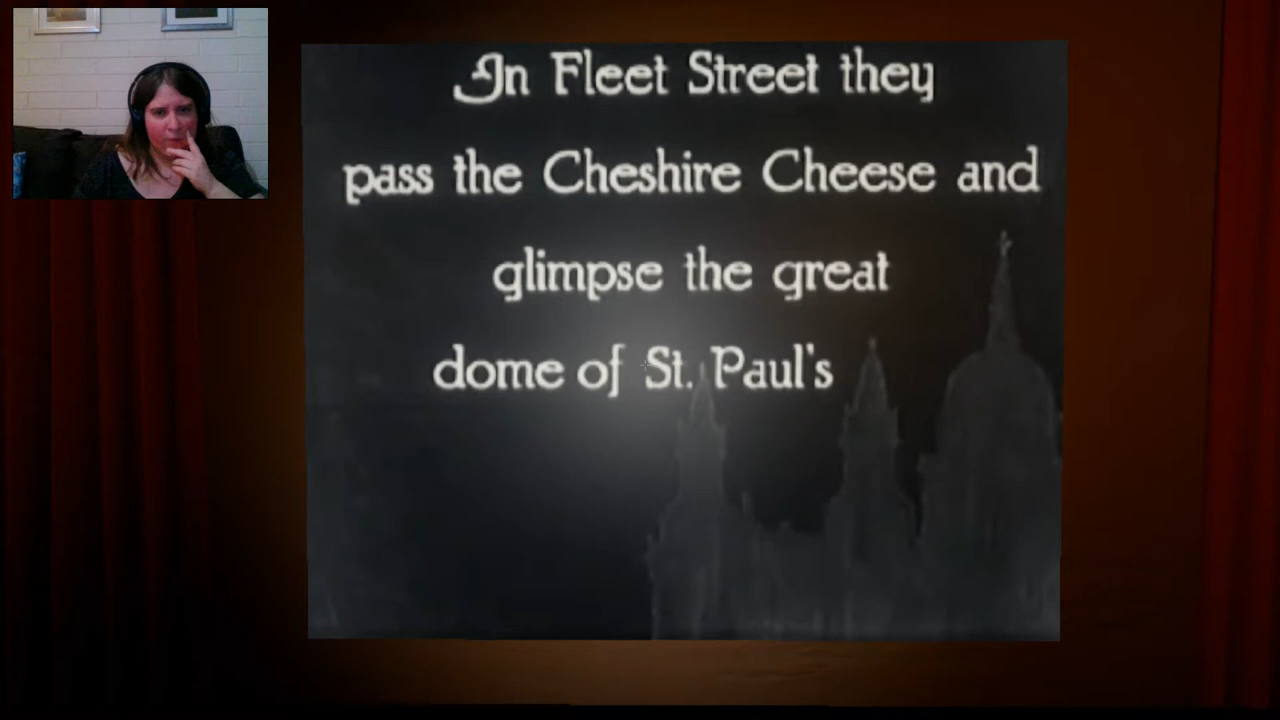 In Fleet Street they
pass the Cheshire Cheese and
glimpse the great
dome of St. Paul's